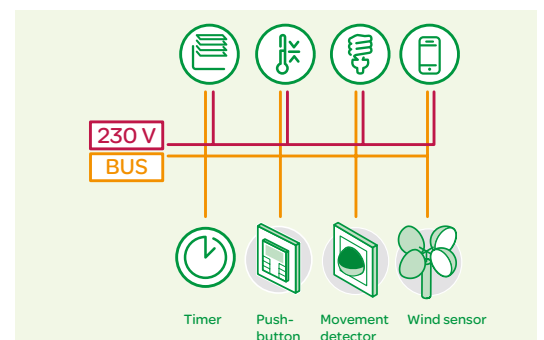 230 V
BUS
Timer
Push-
button
Movement
detector
Wind sensor